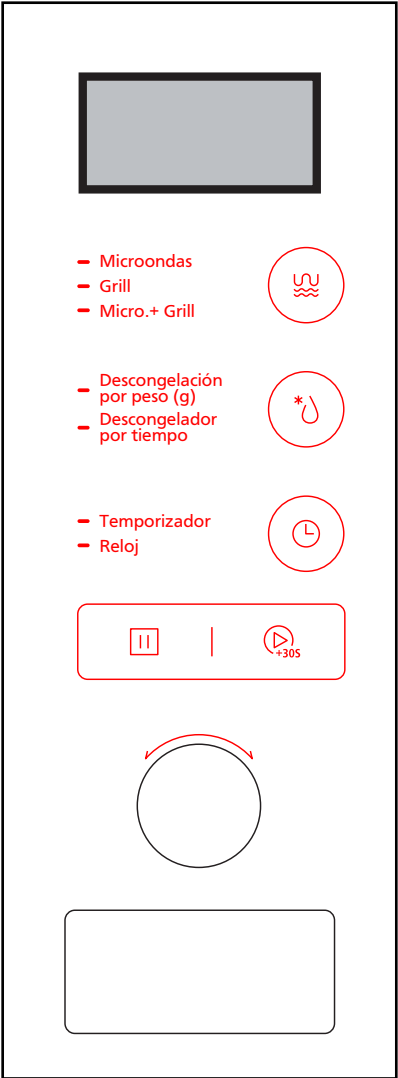 Microondas
Grill
Micro.+ Grill
Descongelación
por peso (g)
Descongelador
por tiempo
Temporizador
Reloj
+30S